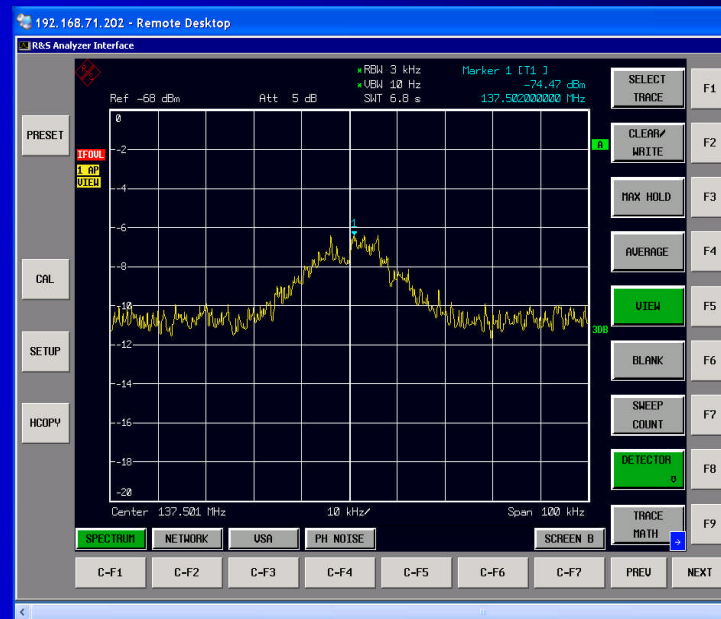 192.168.71.202 - Remote Desktop
R&S Analyzer Interface
RBW 3 kHz
Marker 1 [T1 ]
VBW 10 Hz
-74.47 dBm
Ref -68 dBm
Att 5 dB
SWT 6.8 s
137.502000000 MHz
PRESET
CAL
SETUP
HCOPY
IFOVL
1 AP
VIEW
0
-2
-4
-6
-8
-10
-12
-14
-16
-18
-20
1
A
3DB
Center 137.501 MHz
10 kHz/
Span 100 kHz
SELECT TRACE
F1
CLEAR/ WRITE
F2
MAX HOLD
F3
AVERAGE
F4
VIEW
F5
BLANK
F6
SWEEP COUNT
F7
DETECTOR
F8
TRACE MATH
F9
SPECTRUM
NETWORK
VSA
PH NOISE
SCREEN B
C-F1
C-F2
C-F3
C-F4
C-F5
C-F6
C-F7
PREV
NEXT